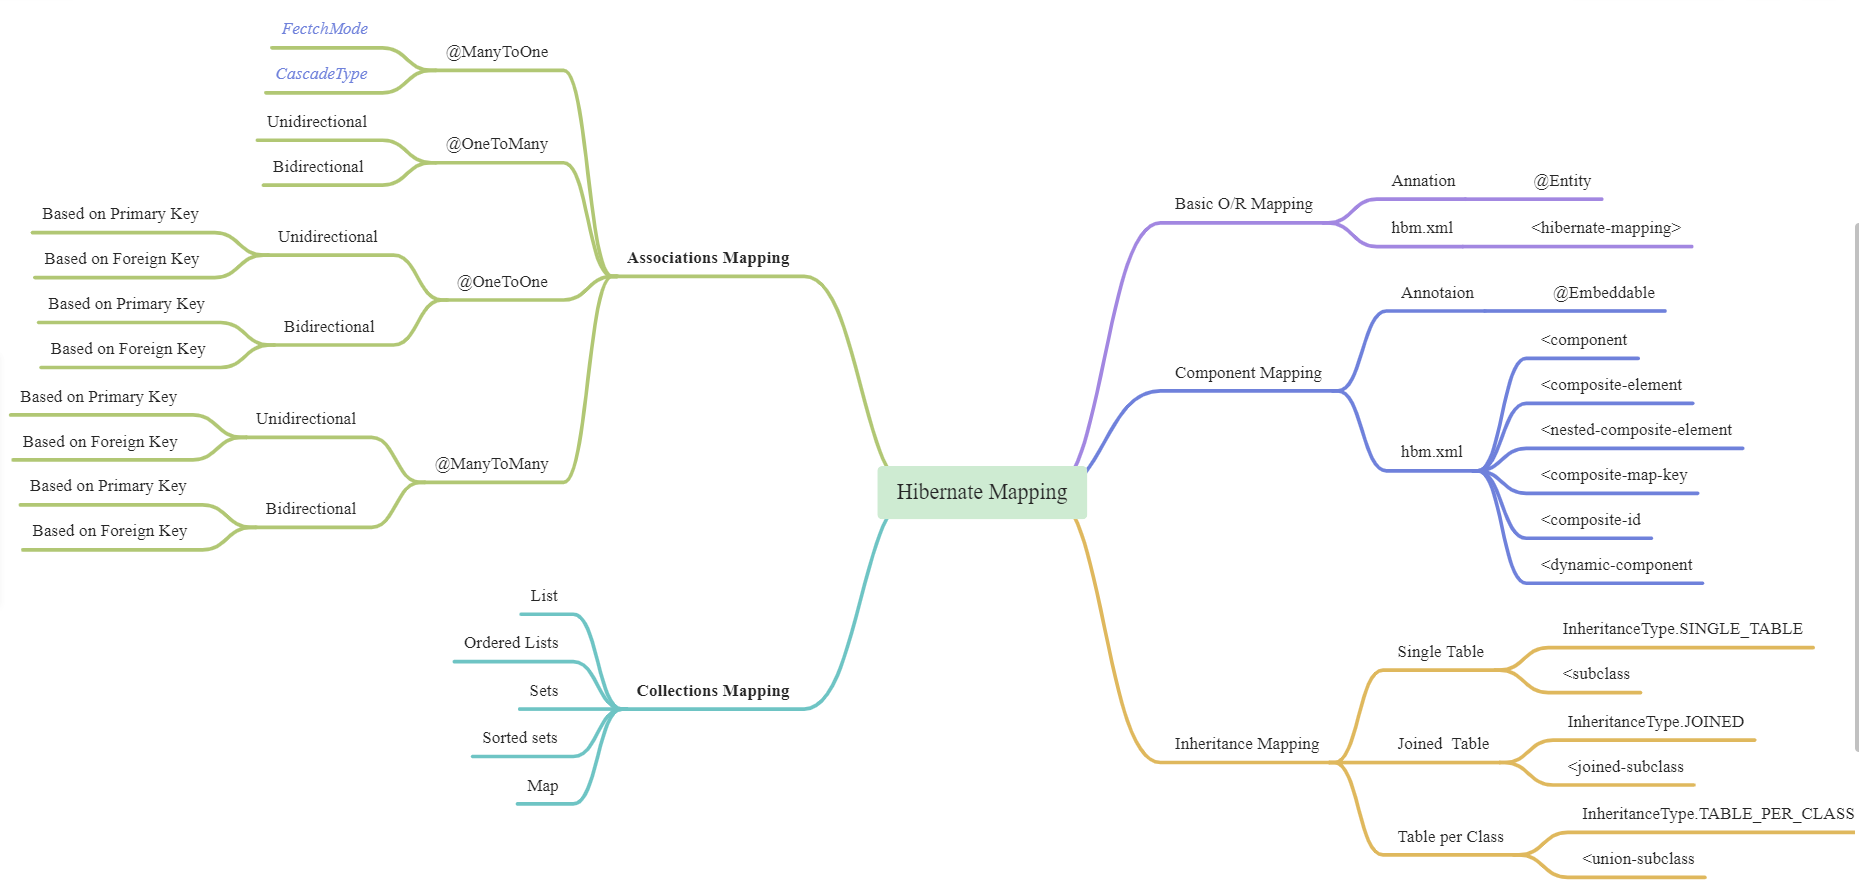 Hibernate Mapping
Associations Mapping
@ManyToOne
FectchMode
CascadeType
@OneToMany
Unidirectional
Bidirectional
@OneToOne
Unidirectional
Based on Primary Key
Based on Foreign Key
Bidirectional
Based on Primary Key
Based on Foreign Key
@ManyToMany
Unidirectional
Based on Primary Key
Based on Foreign Key
Bidirectional
Based on Primary Key
Based on Foreign Key
Collections Mapping
List
Ordered Lists
Sets
Sorted sets
Map
Basic O/R Mapping
Annation
@Entity
hbm.xml
<hibernate-mapping>
Component Mapping
Annotaion
@Embeddable
hbm.xml
<component
<composite-element
<nested-composite-element
<composite-map-key
<composite-id
<dynamic-component
Inheritance Mapping
Single Table
InheritanceType.SINGLE_TABLE
<subclass
Joined  Table
InheritanceType.JOINED
<joined-subclass
Table per Class
InheritanceType.TABLE_PER_CLASS
<union-subclass